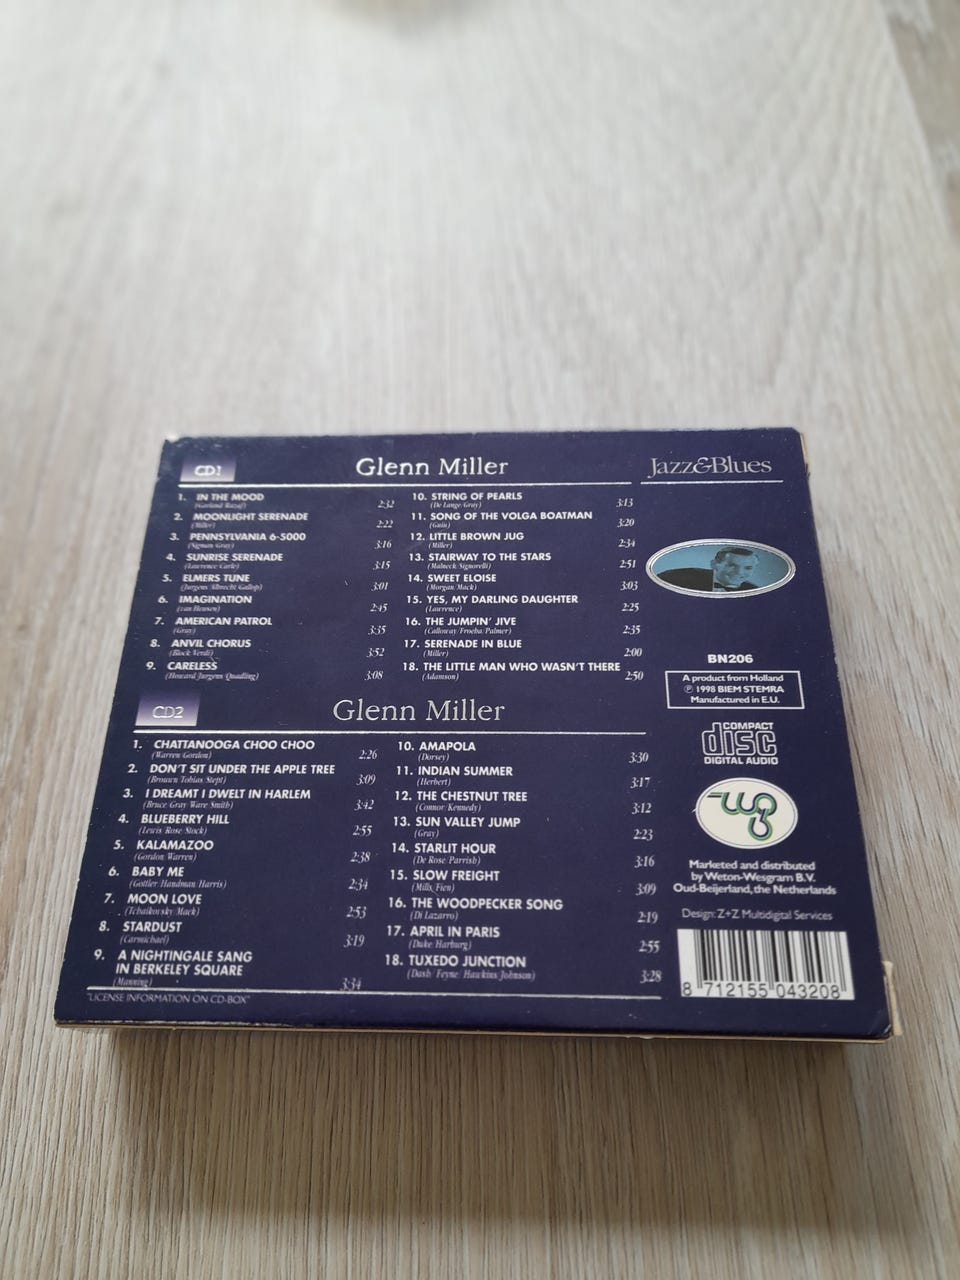 CD1
Glenn Miller
Jazz&Blues
1. IN THE MOOD
(Garland/Razaf) 2:32
2. MOONLIGHT SERENADE
(Miller) 2:22
3. PENNSYLVANIA 6-5000
(Sigman/Gray) 3:16
4. SUNRISE SERENADE
(Lawrence/Carle) 3:15
5. ELMERS TUNE
(Jurgens/Albrecht/Gallop) 3:01
6. IMAGINATION
(van Heusen) 2:45
7. AMERICAN PATROL
(Gray) 3:35
8. ANVIL CHORUS
(Block/Verdi) 3:52
9. CARELESS
(Howard/Jurgens/Quadling) 3:08
10. STRING OF PEARLS
(De Lange/Gray) 3:13
11. SONG OF THE VOLGA BOATMAN
3:20
12. LITTLE BROWN JUG
(Miller) 2:34
13. STAIRWAY TO THE STARS
(Malneck/Signorelli) 2:51
14. SWEET ELOISE
(Morgan/Mack) 3:03
15. YES, MY DARLING DAUGHTER
(Lawrence) 2:25
16. THE JUMPIN' JIVE
(Calloway/Froeba/Palmer) 2:35
17. SERENADE IN BLUE
(Miller) 2:00
18. THE LITTLE MAN WHO WASN'T THERE
(Adamson) 2:50
CD2
Glenn Miller
1. CHATTANOOGA CHOO CHOO
(Warren/Gordon) 2:26
2. DON'T SIT UNDER THE APPLE TREE
(Brown/Tobias/Stept) 3:09
3. I DREAMT I DWELT IN HARLEM
(Bruce/Gray/Ware/Smith) 3:42
4. BLUEBERRY HILL
(Lewis/Rose/Stock) 2:55
5. KALAMAZOO
(Gordon/Warren) 2:38
6. BABY ME
(Gottler/Handman/Harris) 2:34
7. MOON LOVE
(Tchaikovsky/Mack) 2:53
8. STARDUST
(Carmichael) 3:19
9. A NIGHTINGALE SANG
IN BERKELEY SQUARE
(Manning) 3:34
10. AMAPOLA
(Dorsey) 3:30
11. INDIAN SUMMER
(Herbert) 3:17
12. THE CHESTNUT TREE
(Connor/Kennedy) 3:12
13. SUN VALLEY JUMP
(Gray) 2:23
14. STARLIT HOUR
(De Rose/Parrish) 3:16
15. SLOW FREIGHT
(Mills, Fien) 3:09
16. THE WOODPECKER SONG
(Di Lazarro) 2:19
17. APRIL IN PARIS
(Duke/Harburg) 2:55
18. TUXEDO JUNCTION
(Dash/Feyne/Hawkins/Johnson) 3:28
"LICENSE INFORMATION ON CD-BOX"
BN206
A product from Holland
℗ 1998 BIEM STEMRA
Manufactured in E.U.
COMPACT
disc
DIGITAL AUDIO
Marketed and distributed
by Weton-Wesgram B.V.
Oud-Beijerland, the Netherlands
Design: Z+Z Multidigital Services
8 712155 043208